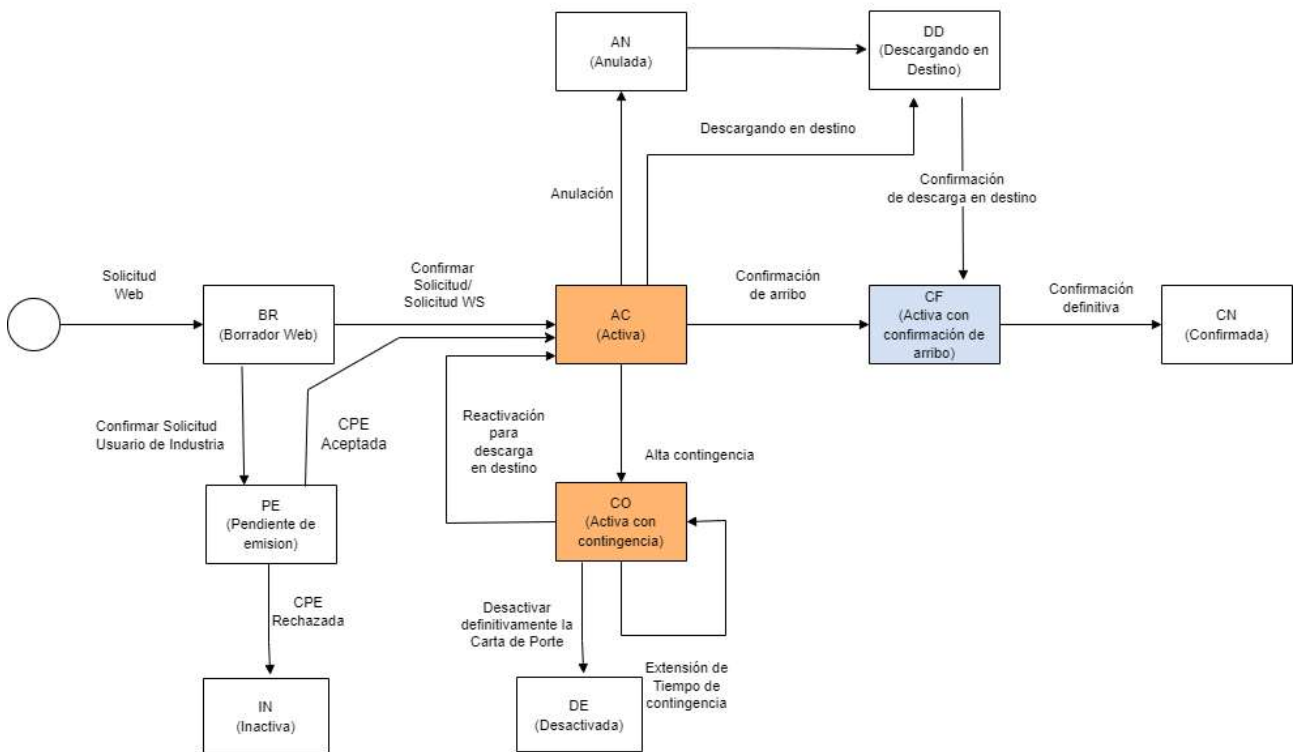 AN
(Anulada)
DD
(Descargando en
Destino)
Descargando en destino
Anulación
Confirmación
de descarga en destino
Solicitud
Web
Confirmar
Solicitud/
Solicitud WS
Confirmación
de arribo
Confirmación
definitiva
BR
(Borrador Web)
AC
(Activa)
CF
(Activa con
confirmación de
arribo)
CN
(Confirmada)
Confirmar Solicitud
Usuario de Industria
CPE
Aceptada
Reactivación
para
descarga
en destino
Alta contingencia
PE
(Pendiente de
emision)
CO
(Activa con
contingencia)
CPE
Rechazada
Desactivar
definitivamente la
Carta de Porte
Extensión de
Tiempo de
contingencia
IN
(Inactiva)
DE
(Desactivada)